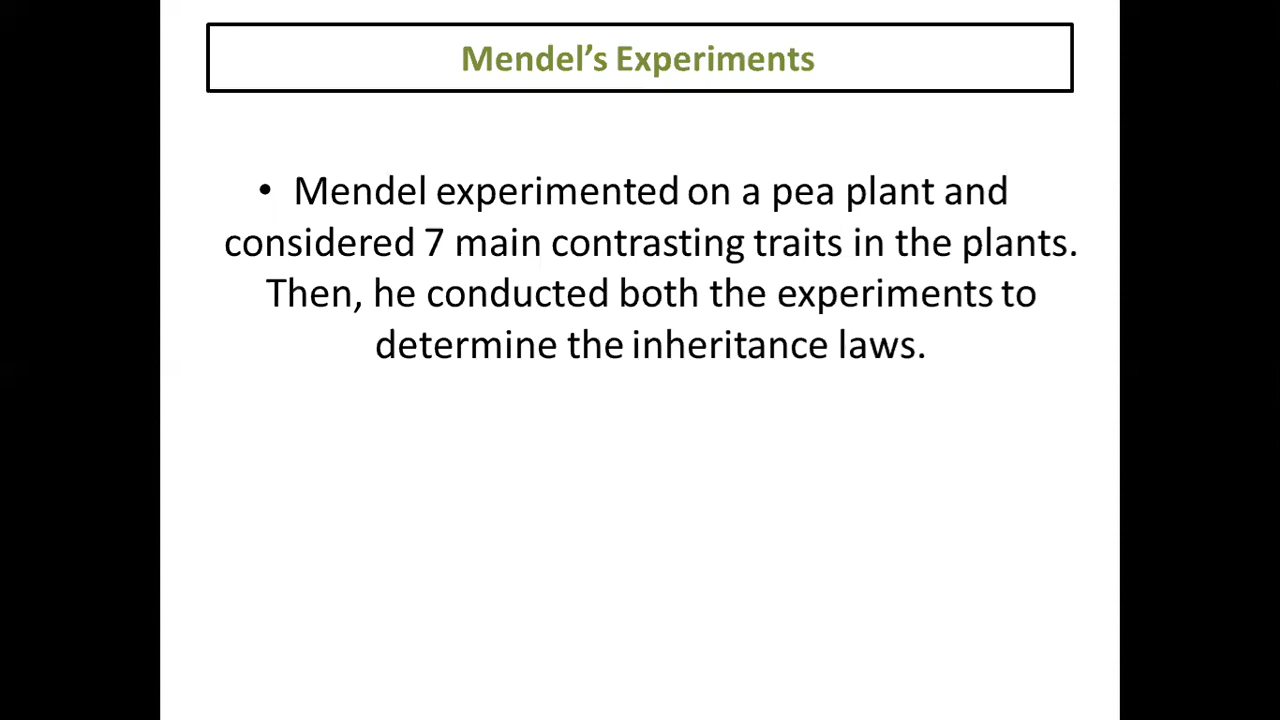 Mendel’s Experiments
• Mendel experimented on a pea plant and
considered 7 main contrasting traits in the plants.
Then, he conducted both the experiments to
determine the inheritance laws.